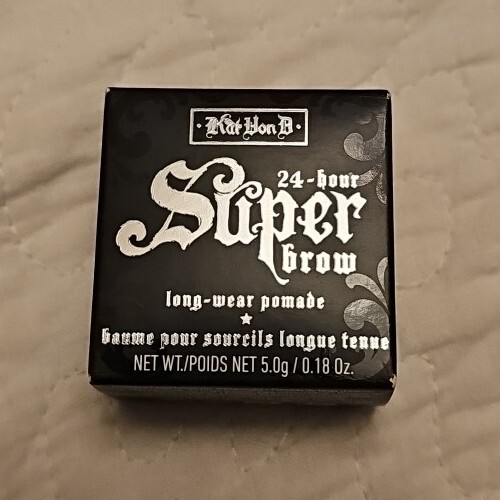 ·Kat Von D·
24-hour
Super
brow
long-wear pomade
★
baume pour sourcils longue tenue
NET WT./POIDS NET 5.0g / 0.18 Oz.